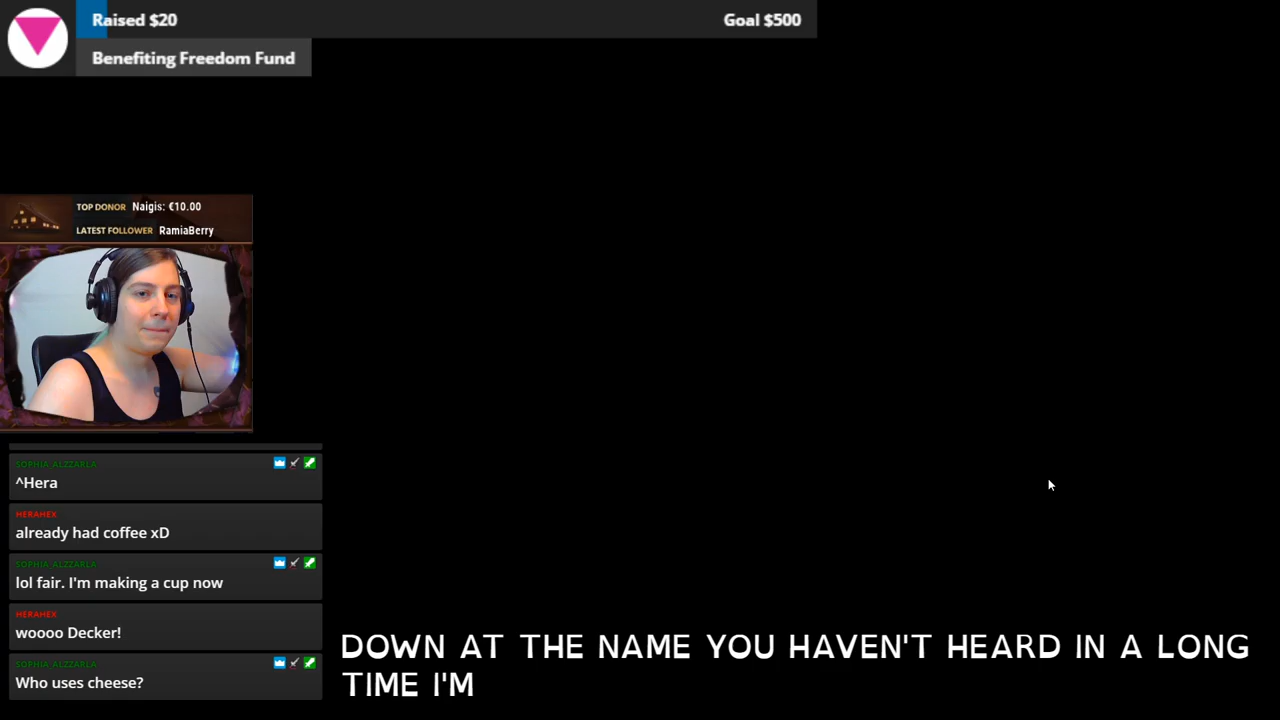 Raised $20 Goal $500
Benefiting Freedom Fund
TOP DONOR Naigis: €10.00
LATEST FOLLOWER RamiaBerry
SOPHIA_ALZZARLA
^Hera
HERAHEX
already had coffee xD
SOPHIA_ALZZARLA
lol fair. I'm making a cup now
HERAHEX
woooo Decker!
SOPHIA_ALZZARLA
Who uses cheese?
DOWN AT THE NAME YOU HAVEN'T HEARD IN A LONG
TIME I'M